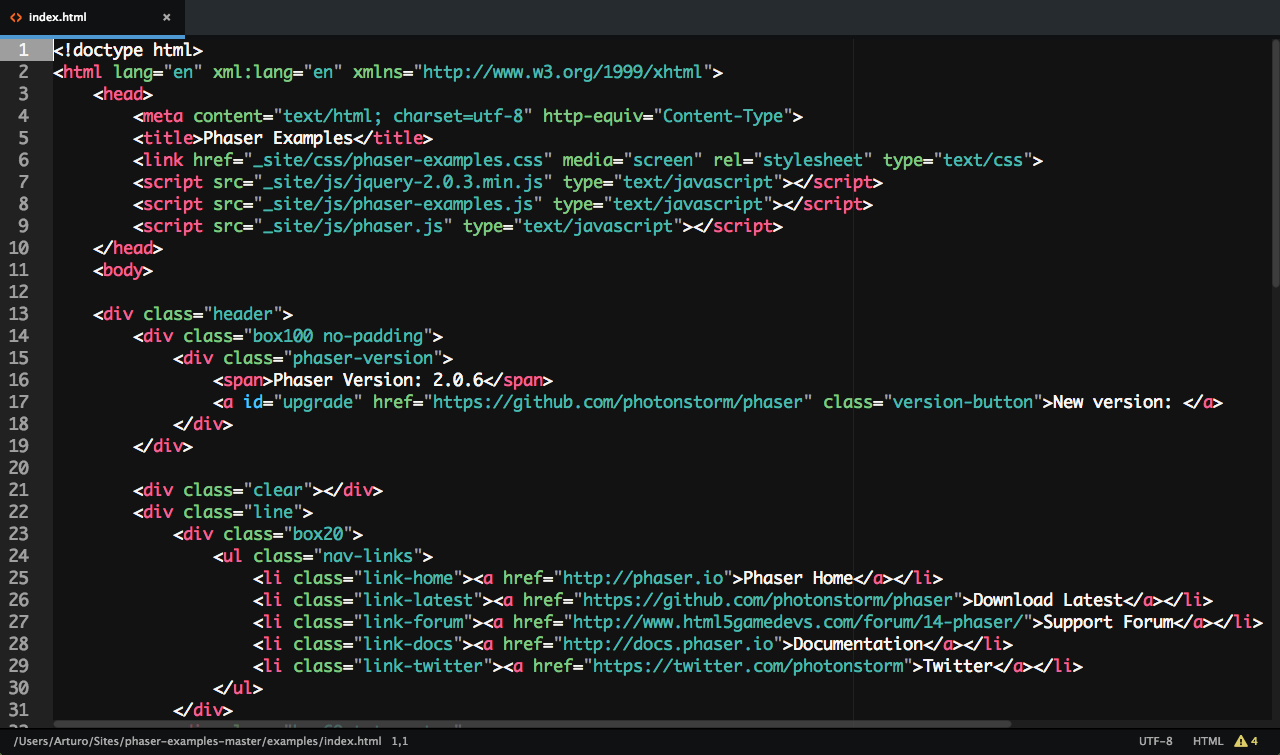 index.html ×
1 <!doctype html>
2 <html lang="en" xml:lang="en" xmlns="http://www.w3.org/1999/xhtml">
3     <head>
4         <meta content="text/html; charset=utf-8" http-equiv="Content-Type">
5         <title>Phaser Examples</title>
6         <link href="_site/css/phaser-examples.css" media="screen" rel="stylesheet" type="text/css">
7         <script src="_site/js/jquery-2.0.3.min.js" type="text/javascript"></script>
8         <script src="_site/js/phaser-examples.js" type="text/javascript"></script>
9         <script src="_site/js/phaser.js" type="text/javascript"></script>
10     </head>
11     <body>
12
13     <div class="header">
14         <div class="box100 no-padding">
15             <div class="phaser-version">
16                 <span>Phaser Version: 2.0.6</span>
17                 <a id="upgrade" href="https://github.com/photonstorm/phaser" class="version-button">New version: </a>
18             </div>
19         </div>
20
21         <div class="clear"></div>
22         <div class="line">
23             <div class="box20">
24                 <ul class="nav-links">
25                     <li class="link-home"><a href="http://phaser.io">Phaser Home</a></li>
26                     <li class="link-latest"><a href="https://github.com/photonstorm/phaser">Download Latest</a></li>
27                     <li class="link-forum"><a href="http://www.html5gamedevs.com/forum/14-phaser/">Support Forum</a></li>
28                     <li class="link-docs"><a href="http://docs.phaser.io">Documentation</a></li>
29                     <li class="link-twitter"><a href="https://twitter.com/photonstorm">Twitter</a></li>
30                 </ul>
31             </div>
/Users/Arturo/Sites/phaser-examples-master/examples/index.html 1,1 UTF-8 HTML 4